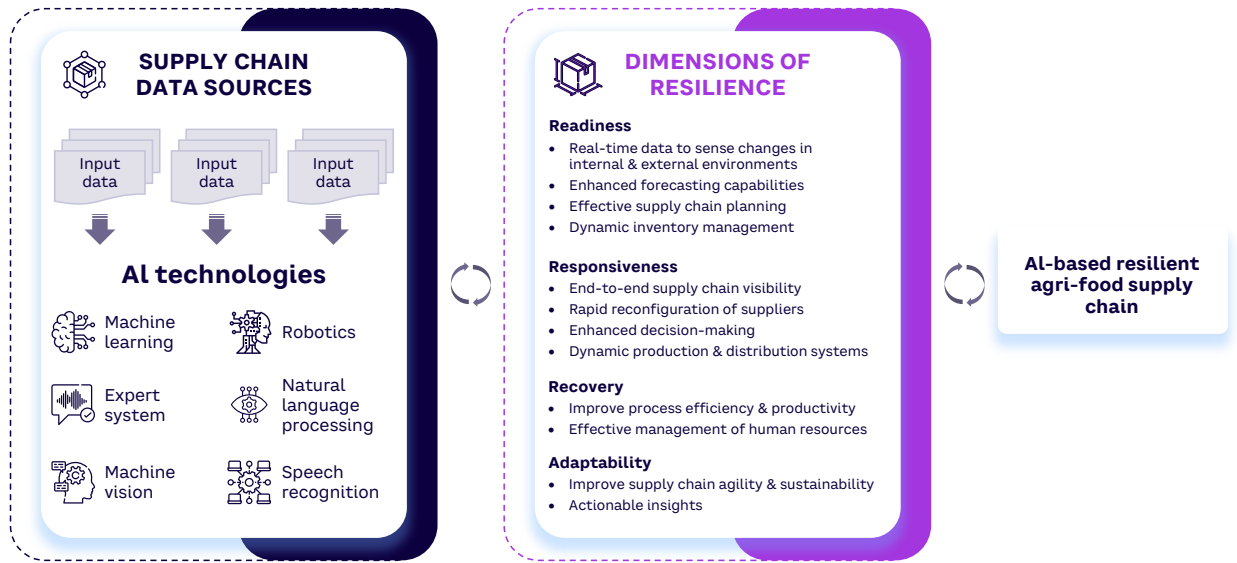 SUPPLY CHAIN
DATA SOURCES
Input
data
Input
data
Input
data
AI technologies
Machine
learning
Robotics
Expert
system
Natural
language
processing
Machine
vision
Speech
recognition
DIMENSIONS OF
RESILIENCE
Readiness
• Real-time data to sense changes in
internal & external environments
• Enhanced forecasting capabilities
• Effective supply chain planning
• Dynamic inventory management
Responsiveness
• End-to-end supply chain visibility
• Rapid reconfiguration of suppliers
• Enhanced decision-making
• Dynamic production & distribution systems
Recovery
• Improve process efficiency & productivity
• Effective management of human resources
Adaptability
• Improve supply chain agility & sustainability
• Actionable insights
AI-based resilient
agri-food supply
chain